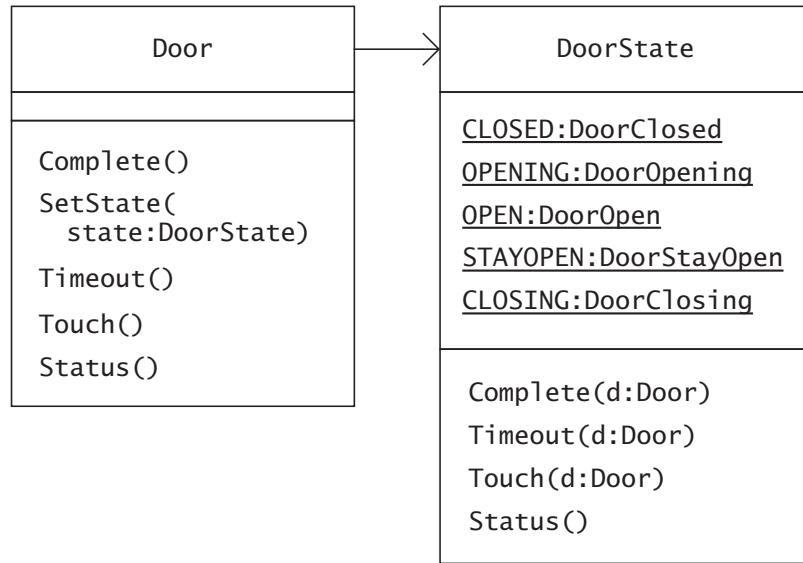 Door
Complete()
SetState(
state:DoorState)
Timeout()
Touch()
Status()
DoorState
CLOSED:DoorClosed
OPENING:DoorOpening
OPEN:DoorOpen
STAYOPEN:DoorStayOpen
CLOSING:DoorClosing
Complete(d:Door)
Timeout(d:Door)
Touch(d:Door)
Status()